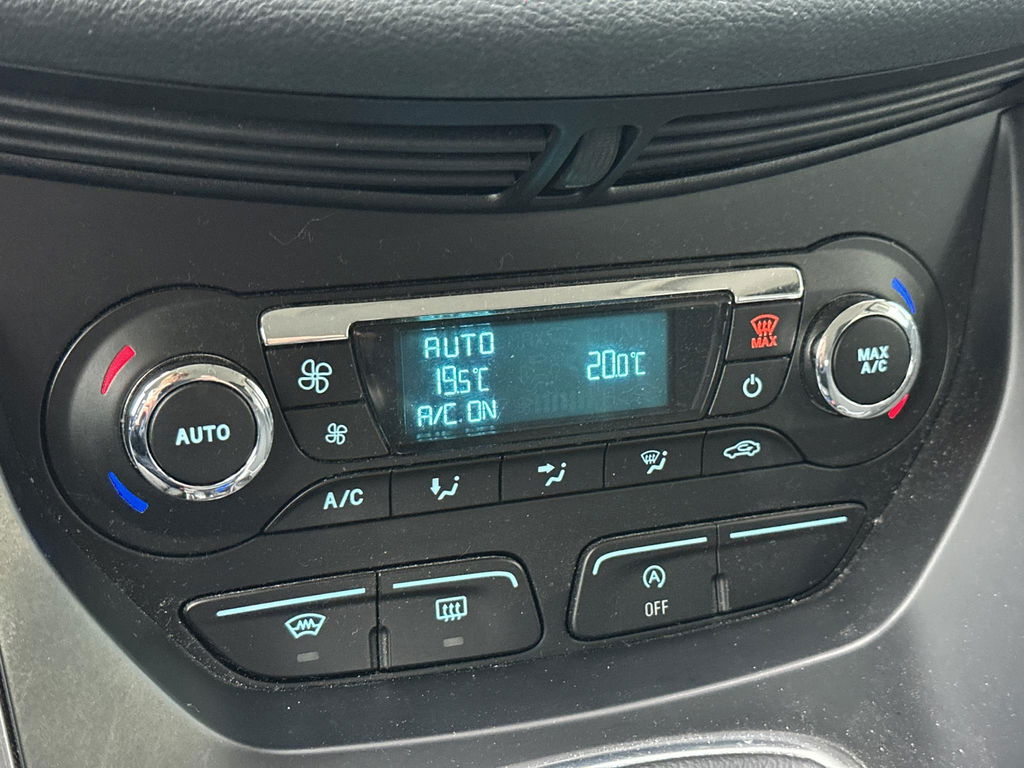 AUTO
19.5°C
A/C ON
20.0°C
MAX
MAX
A/C
AUTO
A/C
A
OFF